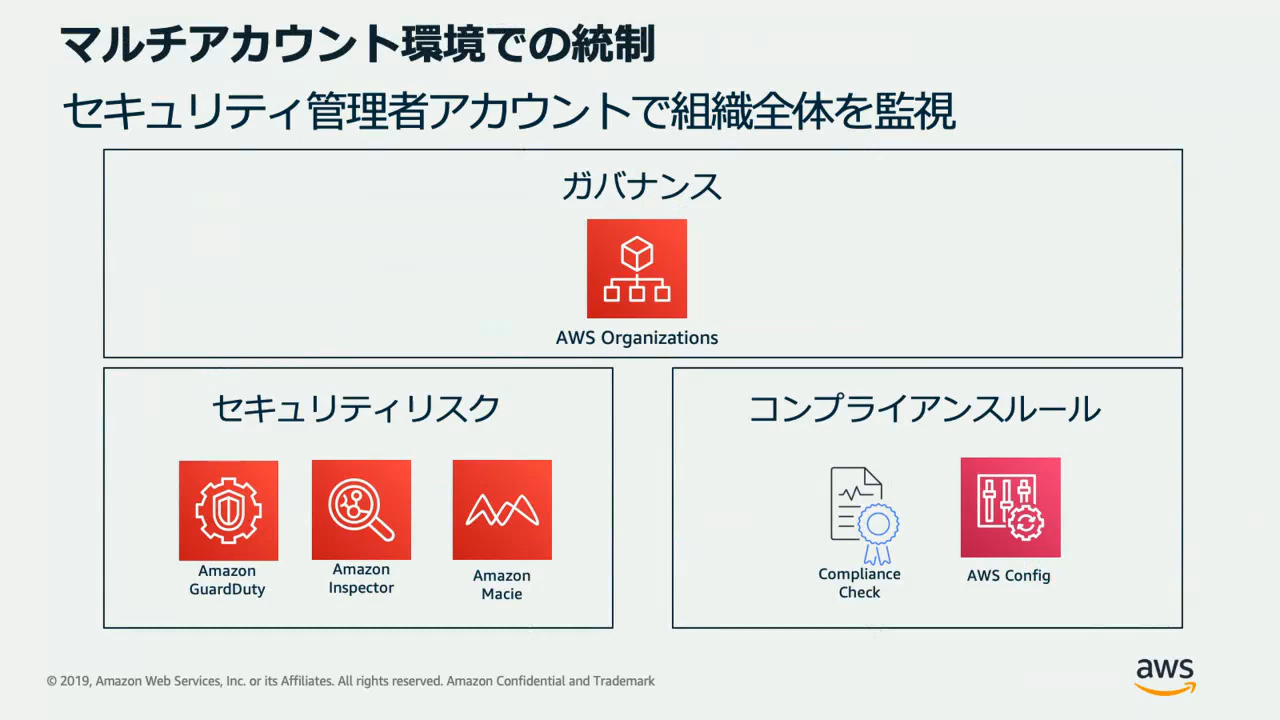 マルチアカウント環境での統制
セキュリティ管理者アカウントで組織全体を監視
ガバナンス
AWS Organizations
セキュリティリスク
Amazon
GuardDuty
Amazon
Inspector
Amazon
Macie
コンプライアンスルール
Compliance
Check
AWS Config
© 2019, Amazon Web Services, Inc. or its Affiliates. All rights reserved. Amazon Confidential and Trademark
aws